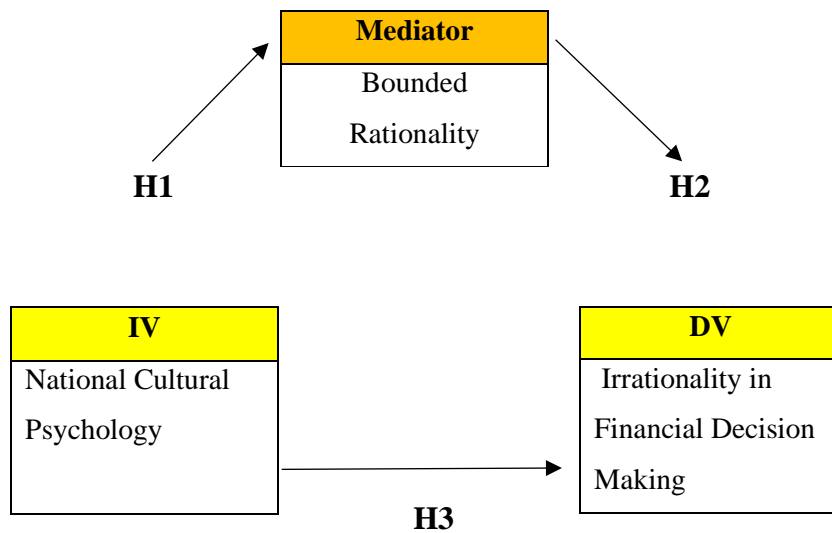 Mediator
Bounded
Rationality
H1
H2
IV
National Cultural
Psychology
DV
Irrationality in
Financial Decision
Making
H3